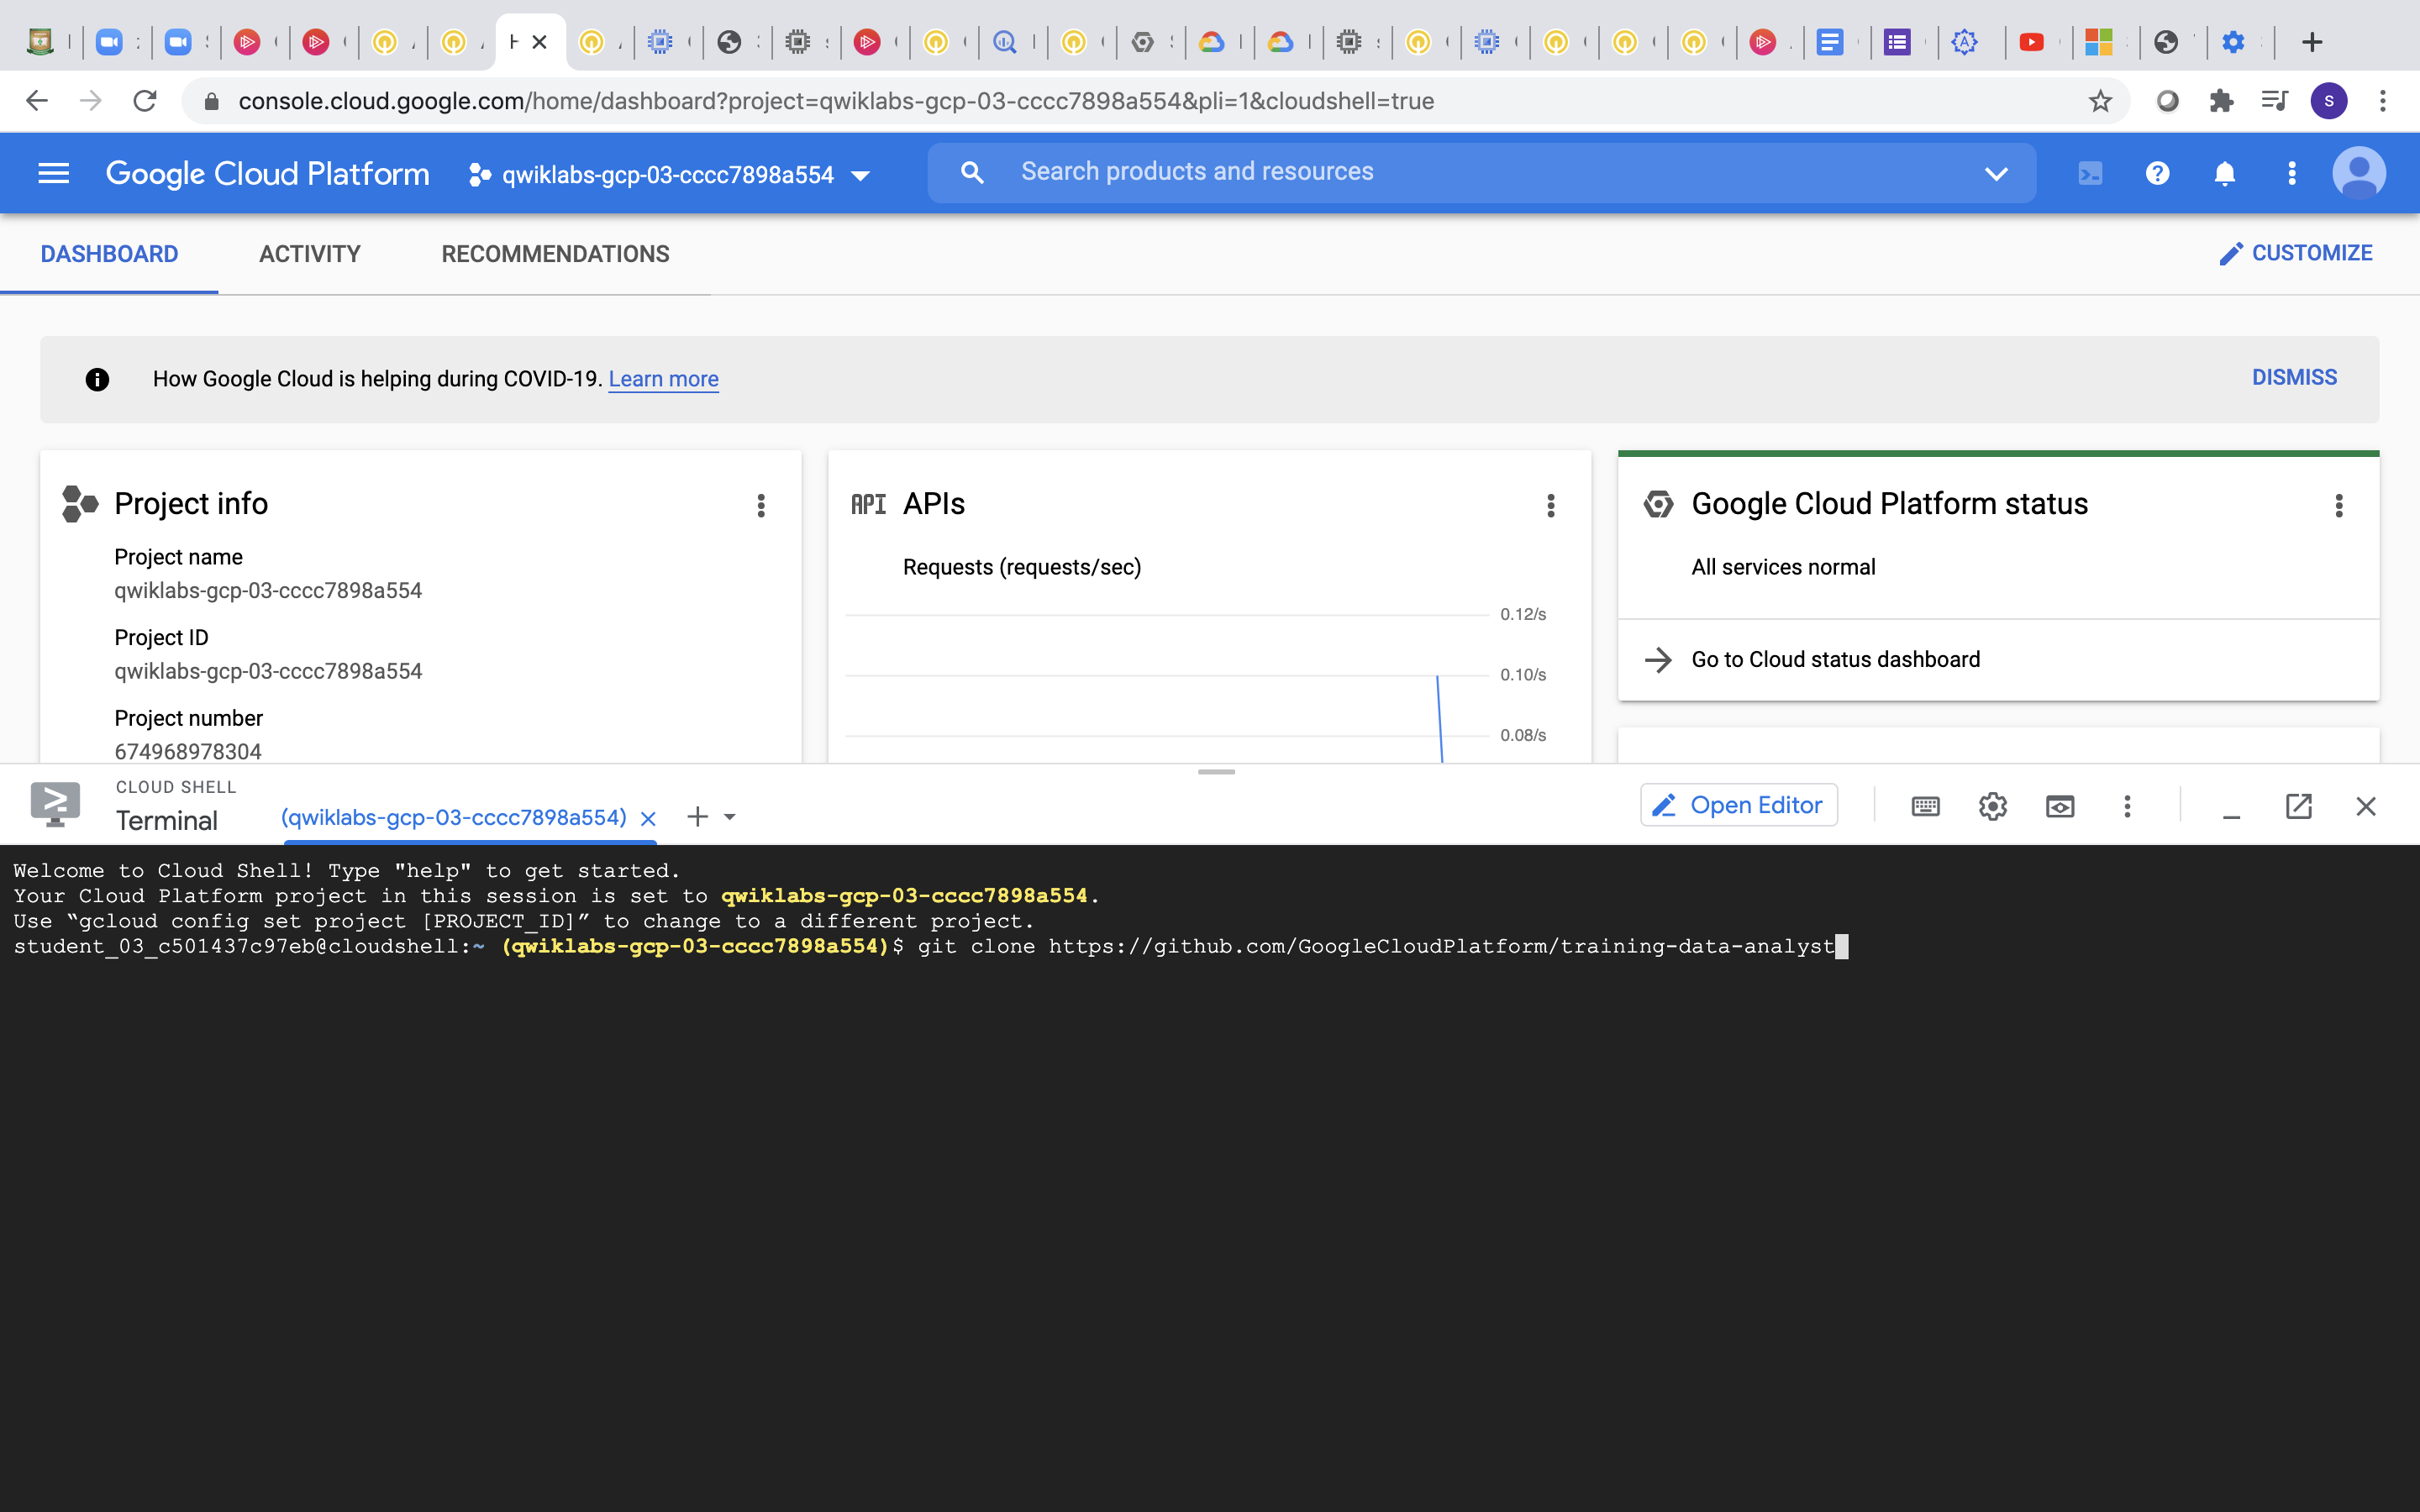 console.cloud.google.com/home/dashboard?project=qwiklabs-gcp-03-cccc7898a554&pli=1&cloudshell=true
S
Google Cloud Platform
qwiklabs-gcp-03-cccc7898a554
Search products and resources
DASHBOARD
ACTIVITY
RECOMMENDATIONS
CUSTOMIZE
How Google Cloud is helping during COVID-19. Learn more
DISMISS
Project info
Project name
qwiklabs-gcp-03-cccc7898a554
Project ID
qwiklabs-gcp-03-cccc7898a554
Project number
674968978304
API APIs
Requests (requests/sec)
0.12/s
0.10/s
0.08/s
Google Cloud Platform status
All services normal
Go to Cloud status dashboard
CLOUD SHELL
Terminal
(qwiklabs-gcp-03-cccc7898a554)
Open Editor
Welcome to Cloud Shell! Type "help" to get started.
Your Cloud Platform project in this session is set to qwiklabs-gcp-03-cccc7898a554.
Use “gcloud config set project [PROJECT_ID]” to change to a different project.
student_03_c501437c97eb@cloudshell:~ (qwiklabs-gcp-03-cccc7898a554)$ git clone https://github.com/GoogleCloudPlatform/training-data-analyst